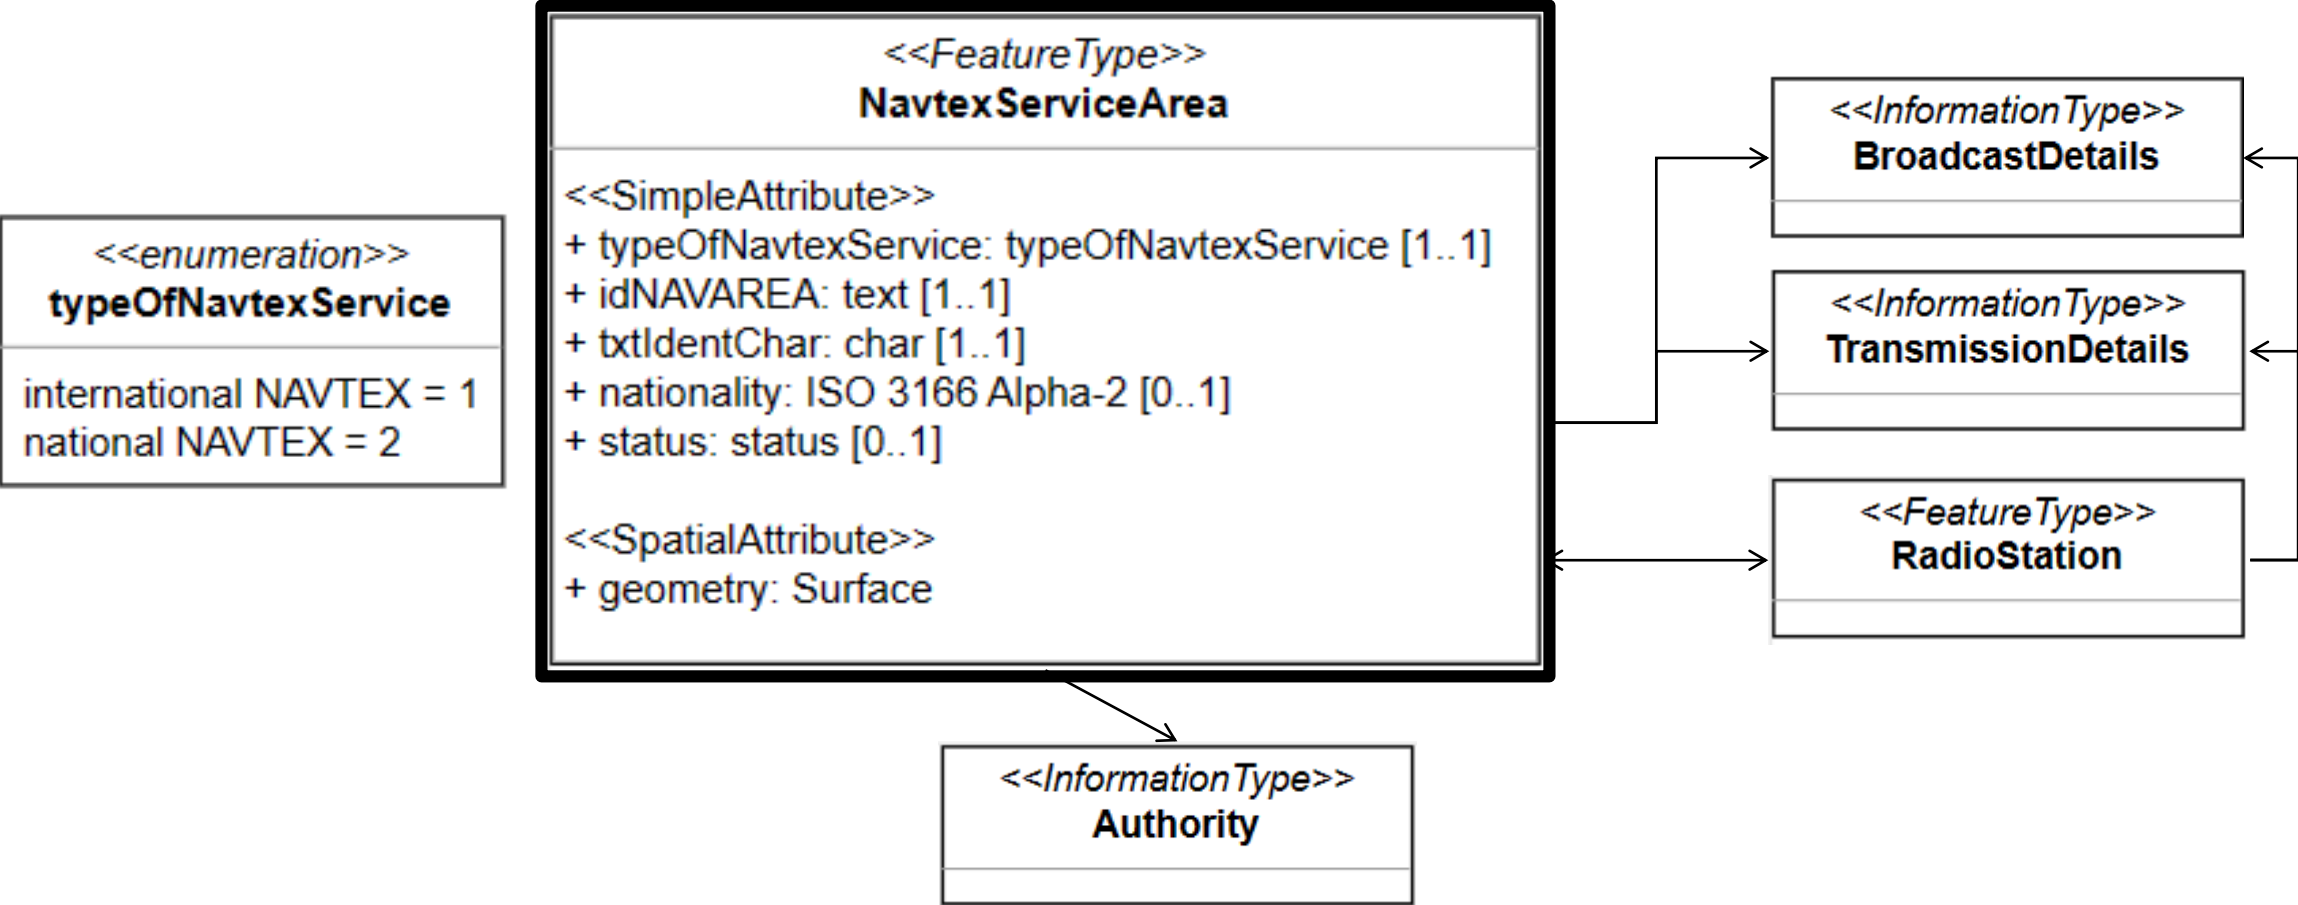 <<enumeration>>
typeOfNavtexService
international NAVTEX = 1
national NAVTEX = 2
<<FeatureType>>
NavtexServiceArea
<<SimpleAttribute>>
+ typeOfNavtexService: typeOfNavtexService [1..1]
+ idNAVAREA: text [1..1]
+ txtIdentChar: char [1..1]
+ nationality: ISO 3166 Alpha-2 [0..1]
+ status: status [0..1]
<<SpatialAttribute>>
+ geometry: Surface
<<InformationType>>
BroadcastDetails
<<InformationType>>
TransmissionDetails
<<FeatureType>>
RadioStation
<<InformationType>>
Authority